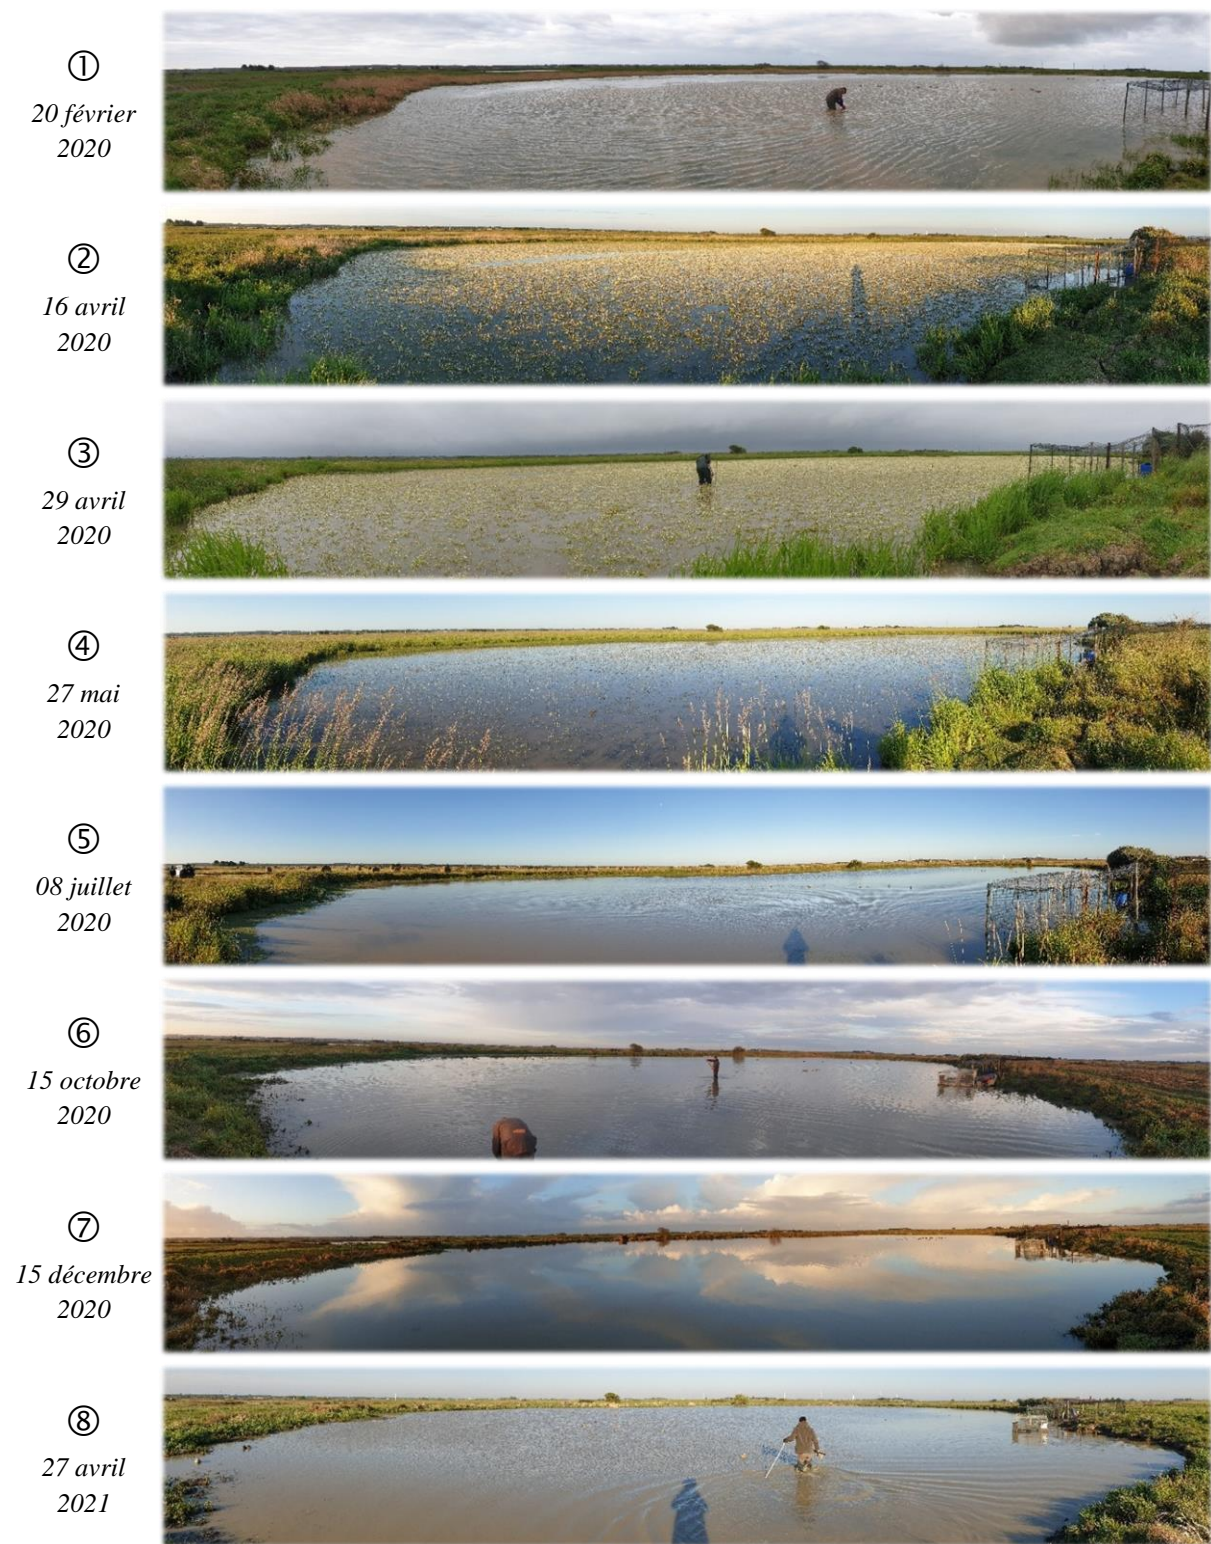 ①
20 février
2020
②
16 avril
2020
③
29 avril
2020
④
27 mai
2020
⑤
08 juillet
2020
⑥
15 octobre
2020
⑦
15 décembre
2020
⑧
27 avril
2021